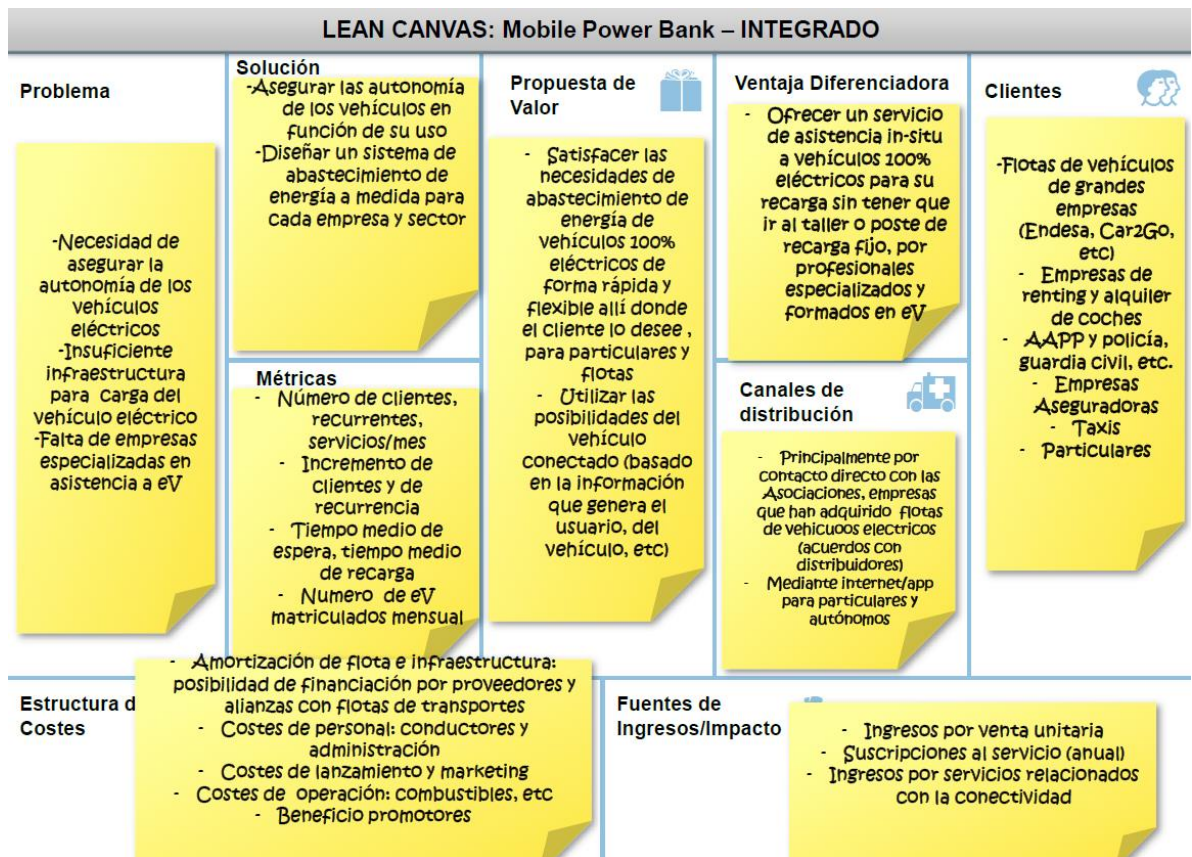 LEAN CANVAS: Mobile Power Bank – INTEGRADO
Problema
-Necesidad de
asegurar la
autonomía de los
vehículos
eléctricos
-Insuficiente
infraestructura
para carga del
vehículo eléctrico
-Falta de empresas
especializadas en
asistencia a eV
Solución
-Asegurar las autonomía
de los vehículos en
función de su uso
-Diseñar un sistema de
abastecimiento de
energía a medida para
cada empresa y sector
Métricas
- Número de clientes,
recurrentes,
servicios/mes
- Incremento de
clientes y de
recurrencia
- Tiempo medio de
espera, tiempo medio
de recarga
- Numero de eV
matriculados mensual
Propuesta de
Valor
- Satisfacer las
necesidades de
abastecimiento de
energía de
vehículos 100%
eléctricos de
forma rápida y
flexible allí donde
el cliente lo desee ,
para particulares y
flotas
- Utilizar las
posibilidades del
vehículo
conectado (basado
en la información
que genera el
usuario, del
vehículo, etc)
Ventaja Diferenciadora
- Ofrecer un servicio
de asistencia in-situ
a vehículos 100%
eléctricos para su
recarga sin tener que
ir al taller o poste de
recarga fijo, por
profesionales
especializados y
formados en eV
Canales de
distribución
- Principalmente por
contacto directo con las
Asociaciones, empresas
que han adquirido flotas
de vehicuoos electricos
(acuerdos con
distribuidores)
- Mediante internet/app
para particulares y
autónomos
Clientes
-Flotas de vehículos
de grandes
empresas
(Endesa, Car2Go,
etc)
- Empresas de
renting y alquiler
de coches
- AAPP y policía,
guardia civil, etc.
- Empresas
Aseguradoras
- Taxis
- Particulares
Estructura d
Costes
- Amortización de flota e infraestructura:
posibilidad de financiación por proveedores y
alianzas con flotas de transportes
- Costes de personal: conductores y
administración
- Costes de lanzamiento y marketing
- Costes de operación: combustibles, etc
- Beneficio promotores
Fuentes de
Ingresos/Impacto
- Ingresos por venta unitaria
- Suscripciones al servicio (anual)
- Ingresos por servicios relacionados
con la conectividad